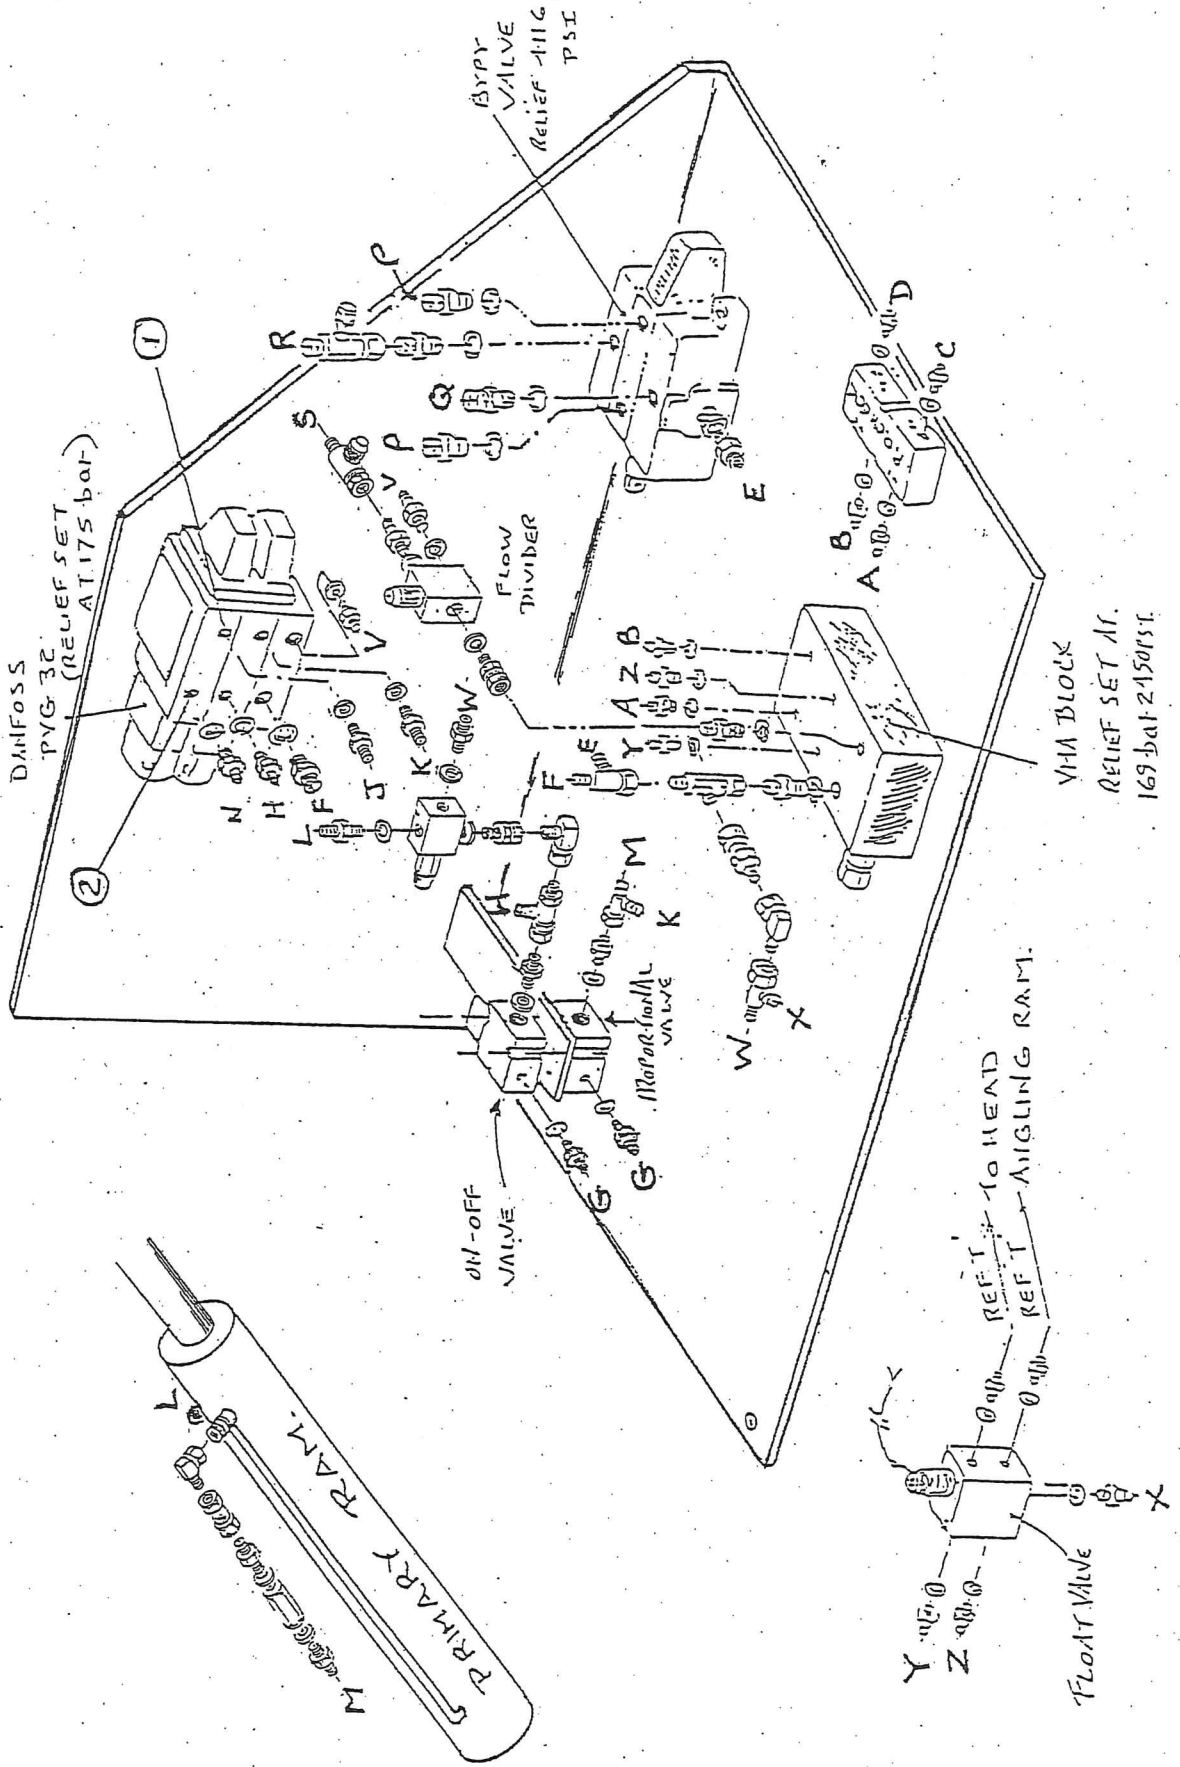 DANFOSS
PVG 32
(RELIEF SET
AT 175 bar)
1
2
N
H
F
J
K
V
L
W
S
V
FLOW
DIVIDER
R
P
Q
P
E
BYPY
VALVE
RELIEF 1116
PSI
H
F
E
Y
A
Z
B
M
K
PROPORTIONAL
VALVE
ON-OFF
VALVE
G
G
W
X
VHA BLOCK
RELIEF SET AT.
169 bar 2450 PSI.
B
A
D
C
L
M
PRIMARY RAM.
Y
Z
X
FLOAT VALVE
REF T TO HEAD
REF T ANGLING RAM.